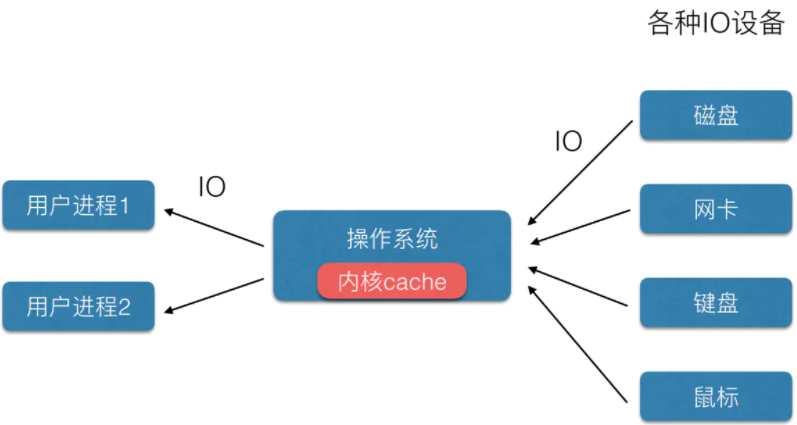 各种IO设备
磁盘
IO
网卡
IO
用户进程1
操作系统
内核cache
用户进程2
键盘
鼠标